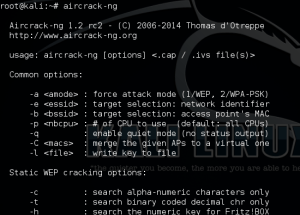 root@kali:~# aircrack-ng
Aircrack-ng 1.2 rc2 - (C) 2006-2014 Thomas d'Otreppe
http://www.aircrack-ng.org
usage: aircrack-ng [options] <.cap / .ivs file(s)>
Common options:
-a <amode> : force attack mode (1/WEP, 2/WPA-PSK)
-e <essid> : target selection: network identifier
-b <bssid> : target selection: access point's MAC
-p <nbcpu> : # of CPU to use (default: all CPUs)
-q : enable quiet mode (no status output)
-C <macs> : merge the given APs to a virtual one
-l <file> : write key to file
Static WEP cracking options:
-c : search alpha-numeric characters only
-t : search binary coded decimal chr only
-h : search the numeric key for Fritz!BOX